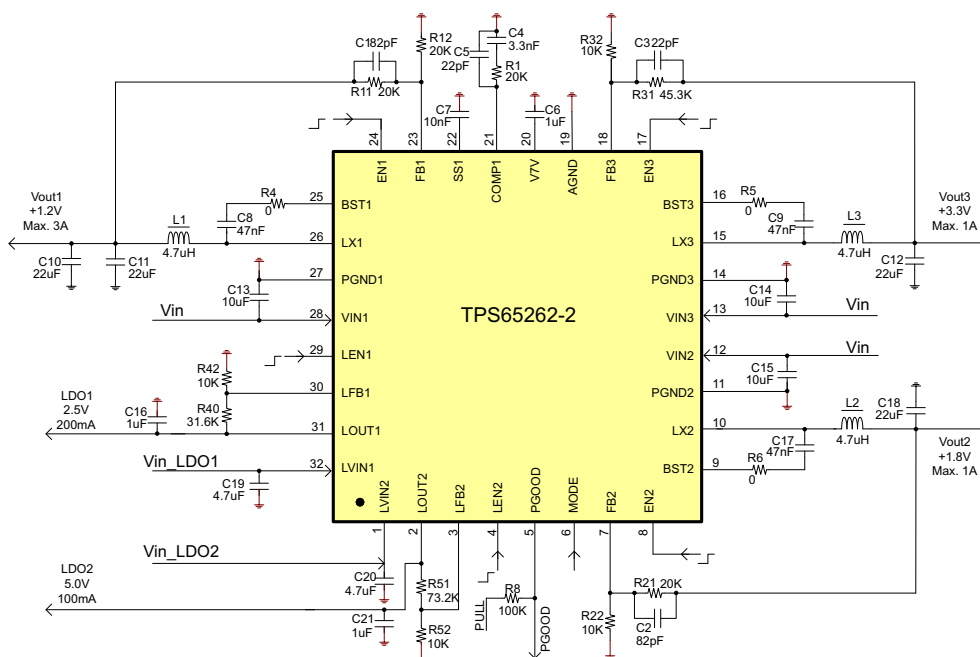 R12
20K
C4
3.3nF
C5
22pF
R1
20K
R32
10K
C182pF
R11 20K
C322pF
R31 45.3K
C7
10nF
C6
1uF
24
23
22
21
20
19
18
17
EN1
FB1
SS1
COMP1
V7V
AGND
FB3
EN3
Vout1
+1.2V
Max. 3A
L1
4.7uH
R4
0
C8
47nF
25
BST1
26
LX1
C10
22uF
C11
22uF
27
PGND1
C13
10uF
Vin
28
VIN1
29
LEN1
R42
10K
30
LFB1
R40
31.6K
LDO1
2.5V
200mA
C16
1uF
31
LOUT1
Vin_LDO1
32
LVIN1
C19
4.7uF
TPS65262-2
BST3
16
R5
0
C9
47nF
LX3
15
L3
4.7uH
Vout3
+3.3V
Max. 1A
C12
22uF
PGND3
14
C14
10uF
VIN3
13
Vin
VIN2
12
Vin
C15
10uF
PGND2
11
LX2
10
L2
4.7uH
C18
22uF
C17
47nF
BST2
9
R6
0
Vout2
+1.8V
Max. 1A
LVIN2
LOUT2
LFB2
LEN2
PGOOD
MODE
FB2
EN2
1
2
3
4
5
6
7
8
Vin_LDO2
LDO2
5.0V
100mA
C20
4.7uF
C21
1uF
R51
73.2K
R52
10K
PULL
R8
100K
PGOOD
R22
10K
R21 20K
C2
82pF